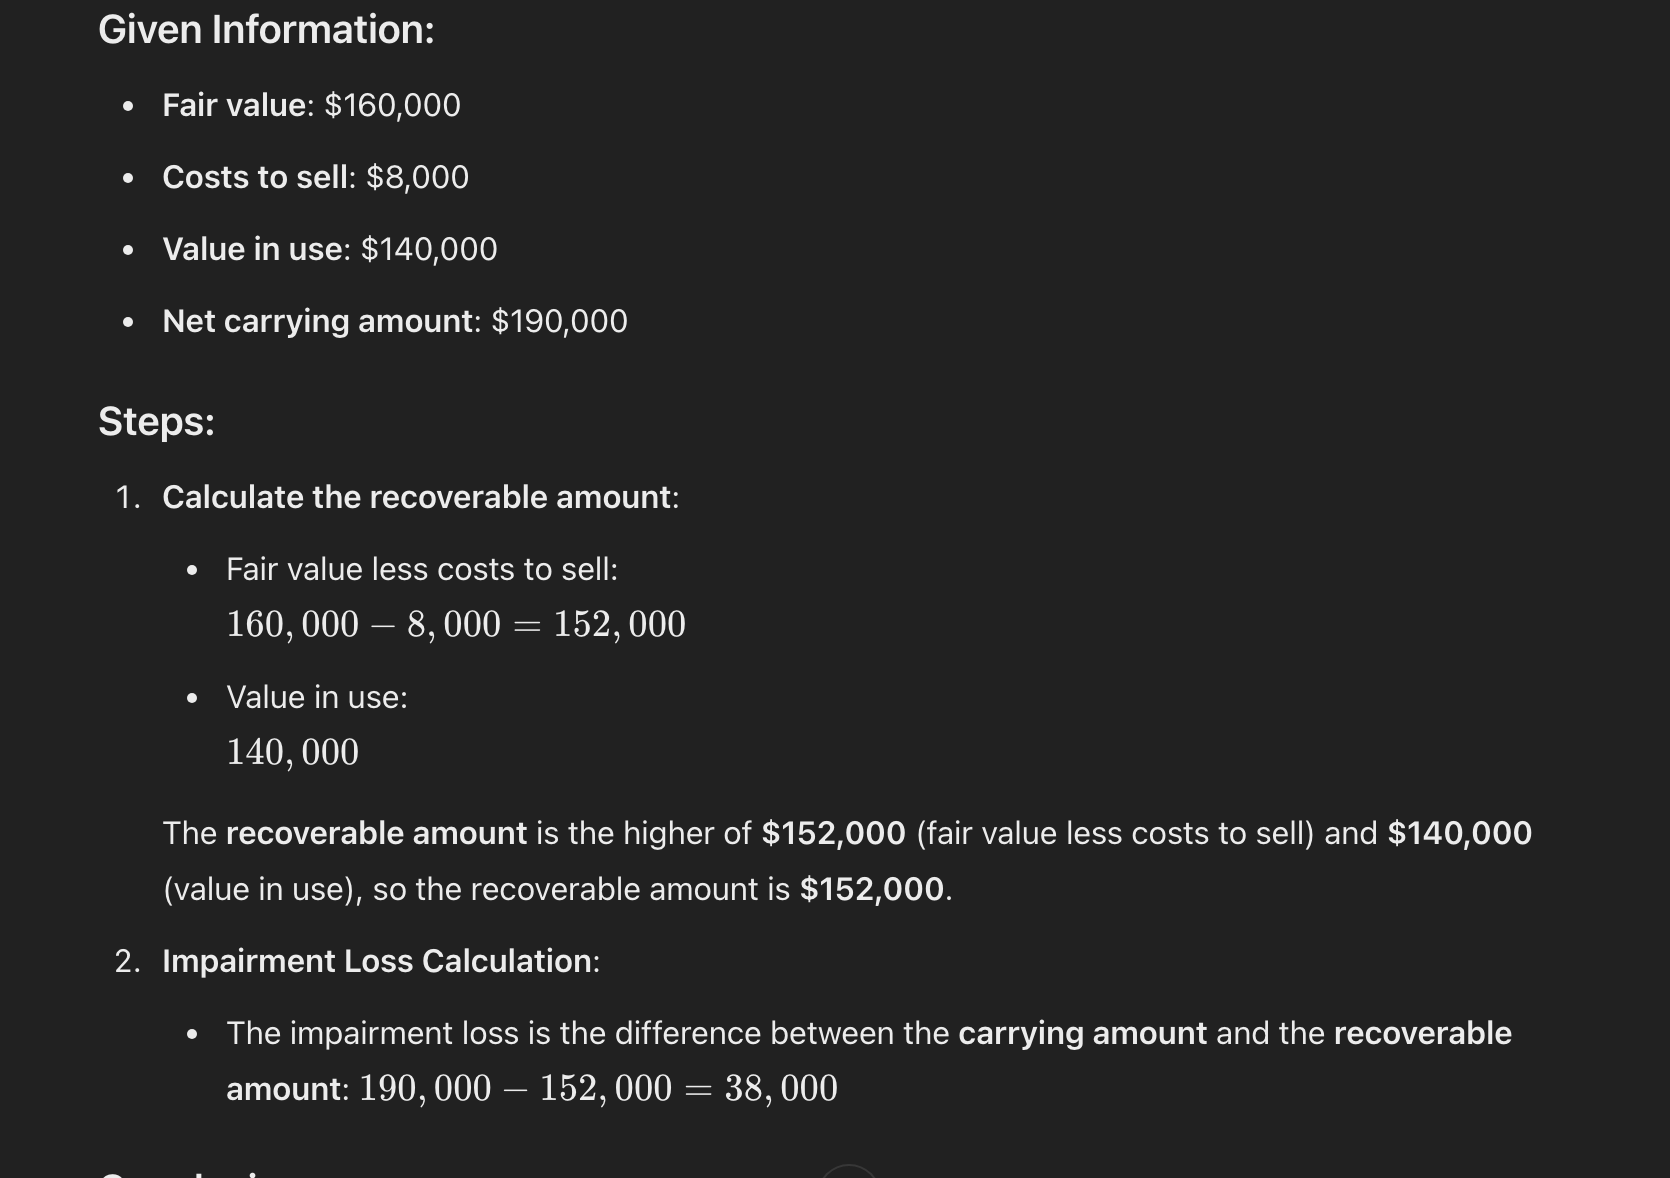 Given Information:
• Fair value: $160,000
• Costs to sell: $8,000
• Value in use: $140,000
• Net carrying amount: $190,000
Steps:
1. Calculate the recoverable amount:
• Fair value less costs to sell:
160,000 − 8,000 = 152,000
• Value in use:
140,000
The recoverable amount is the higher of $152,000 (fair value less costs to sell) and $140,000
(value in use), so the recoverable amount is $152,000.
2. Impairment Loss Calculation:
• The impairment loss is the difference between the carrying amount and the recoverable
amount: 190,000 − 152,000 = 38,000